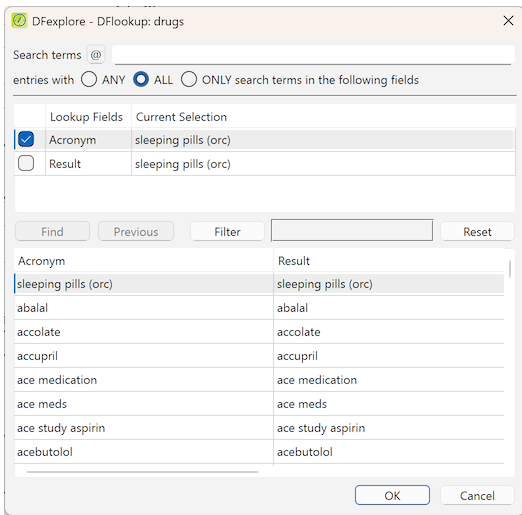 DFexplore - DFlookup: drugs
Search terms @
entries with ANY ALL ONLY search terms in the following fields
Lookup Fields Current Selection
Acronym sleeping pills (orc)
Result sleeping pills (orc)
Find Previous Filter Reset
Acronym Result
sleeping pills (orc) sleeping pills (orc)
abalal abalal
accolate accolate
accupril accupril
ace medication ace medication
ace meds ace meds
ace study aspirin ace study aspirin
acebutolol acebutolol
OK Cancel